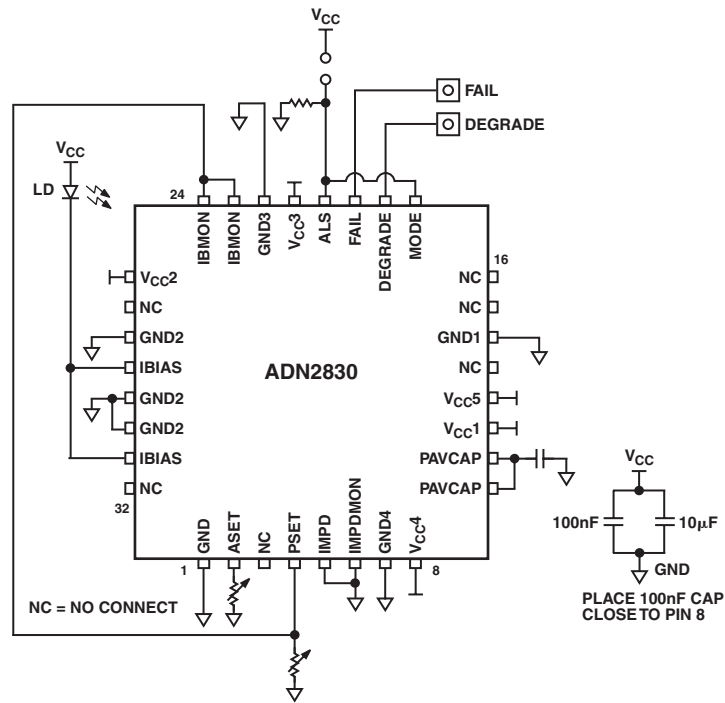 VCC
FAIL
DEGRADE
VCC
LD
24
IBMON
IBMON
GND3
VCC3
ALS
FAIL
DEGRADE
MODE
16
VCC2
NC
GND2
IBIAS
GND2
GND2
IBIAS
NC
32
ADN2830
NC
NC
GND1
NC
VCC5
VCC1
PAVCAP
PAVCAP
GND
ASET
NC
PSET
IMPD
IMPDMON
GND4
VCC4
1
8
NC = NO CONNECT
VCC
100nF
10μF
GND
PLACE 100nF CAP
CLOSE TO PIN 8